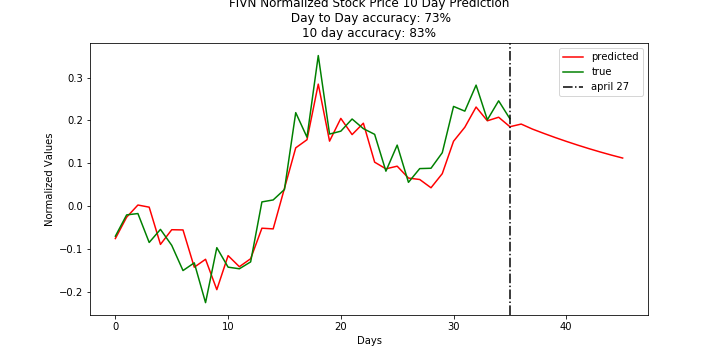 FIVN Normalized Stock Price 10 Day Prediction
Day to Day accuracy: 73%
10 day accuracy: 83%
predicted
true
april 27
Normalized Values
0.3
0.2
0.1
0.0
−0.1
−0.2
0
10
20
30
40
Days